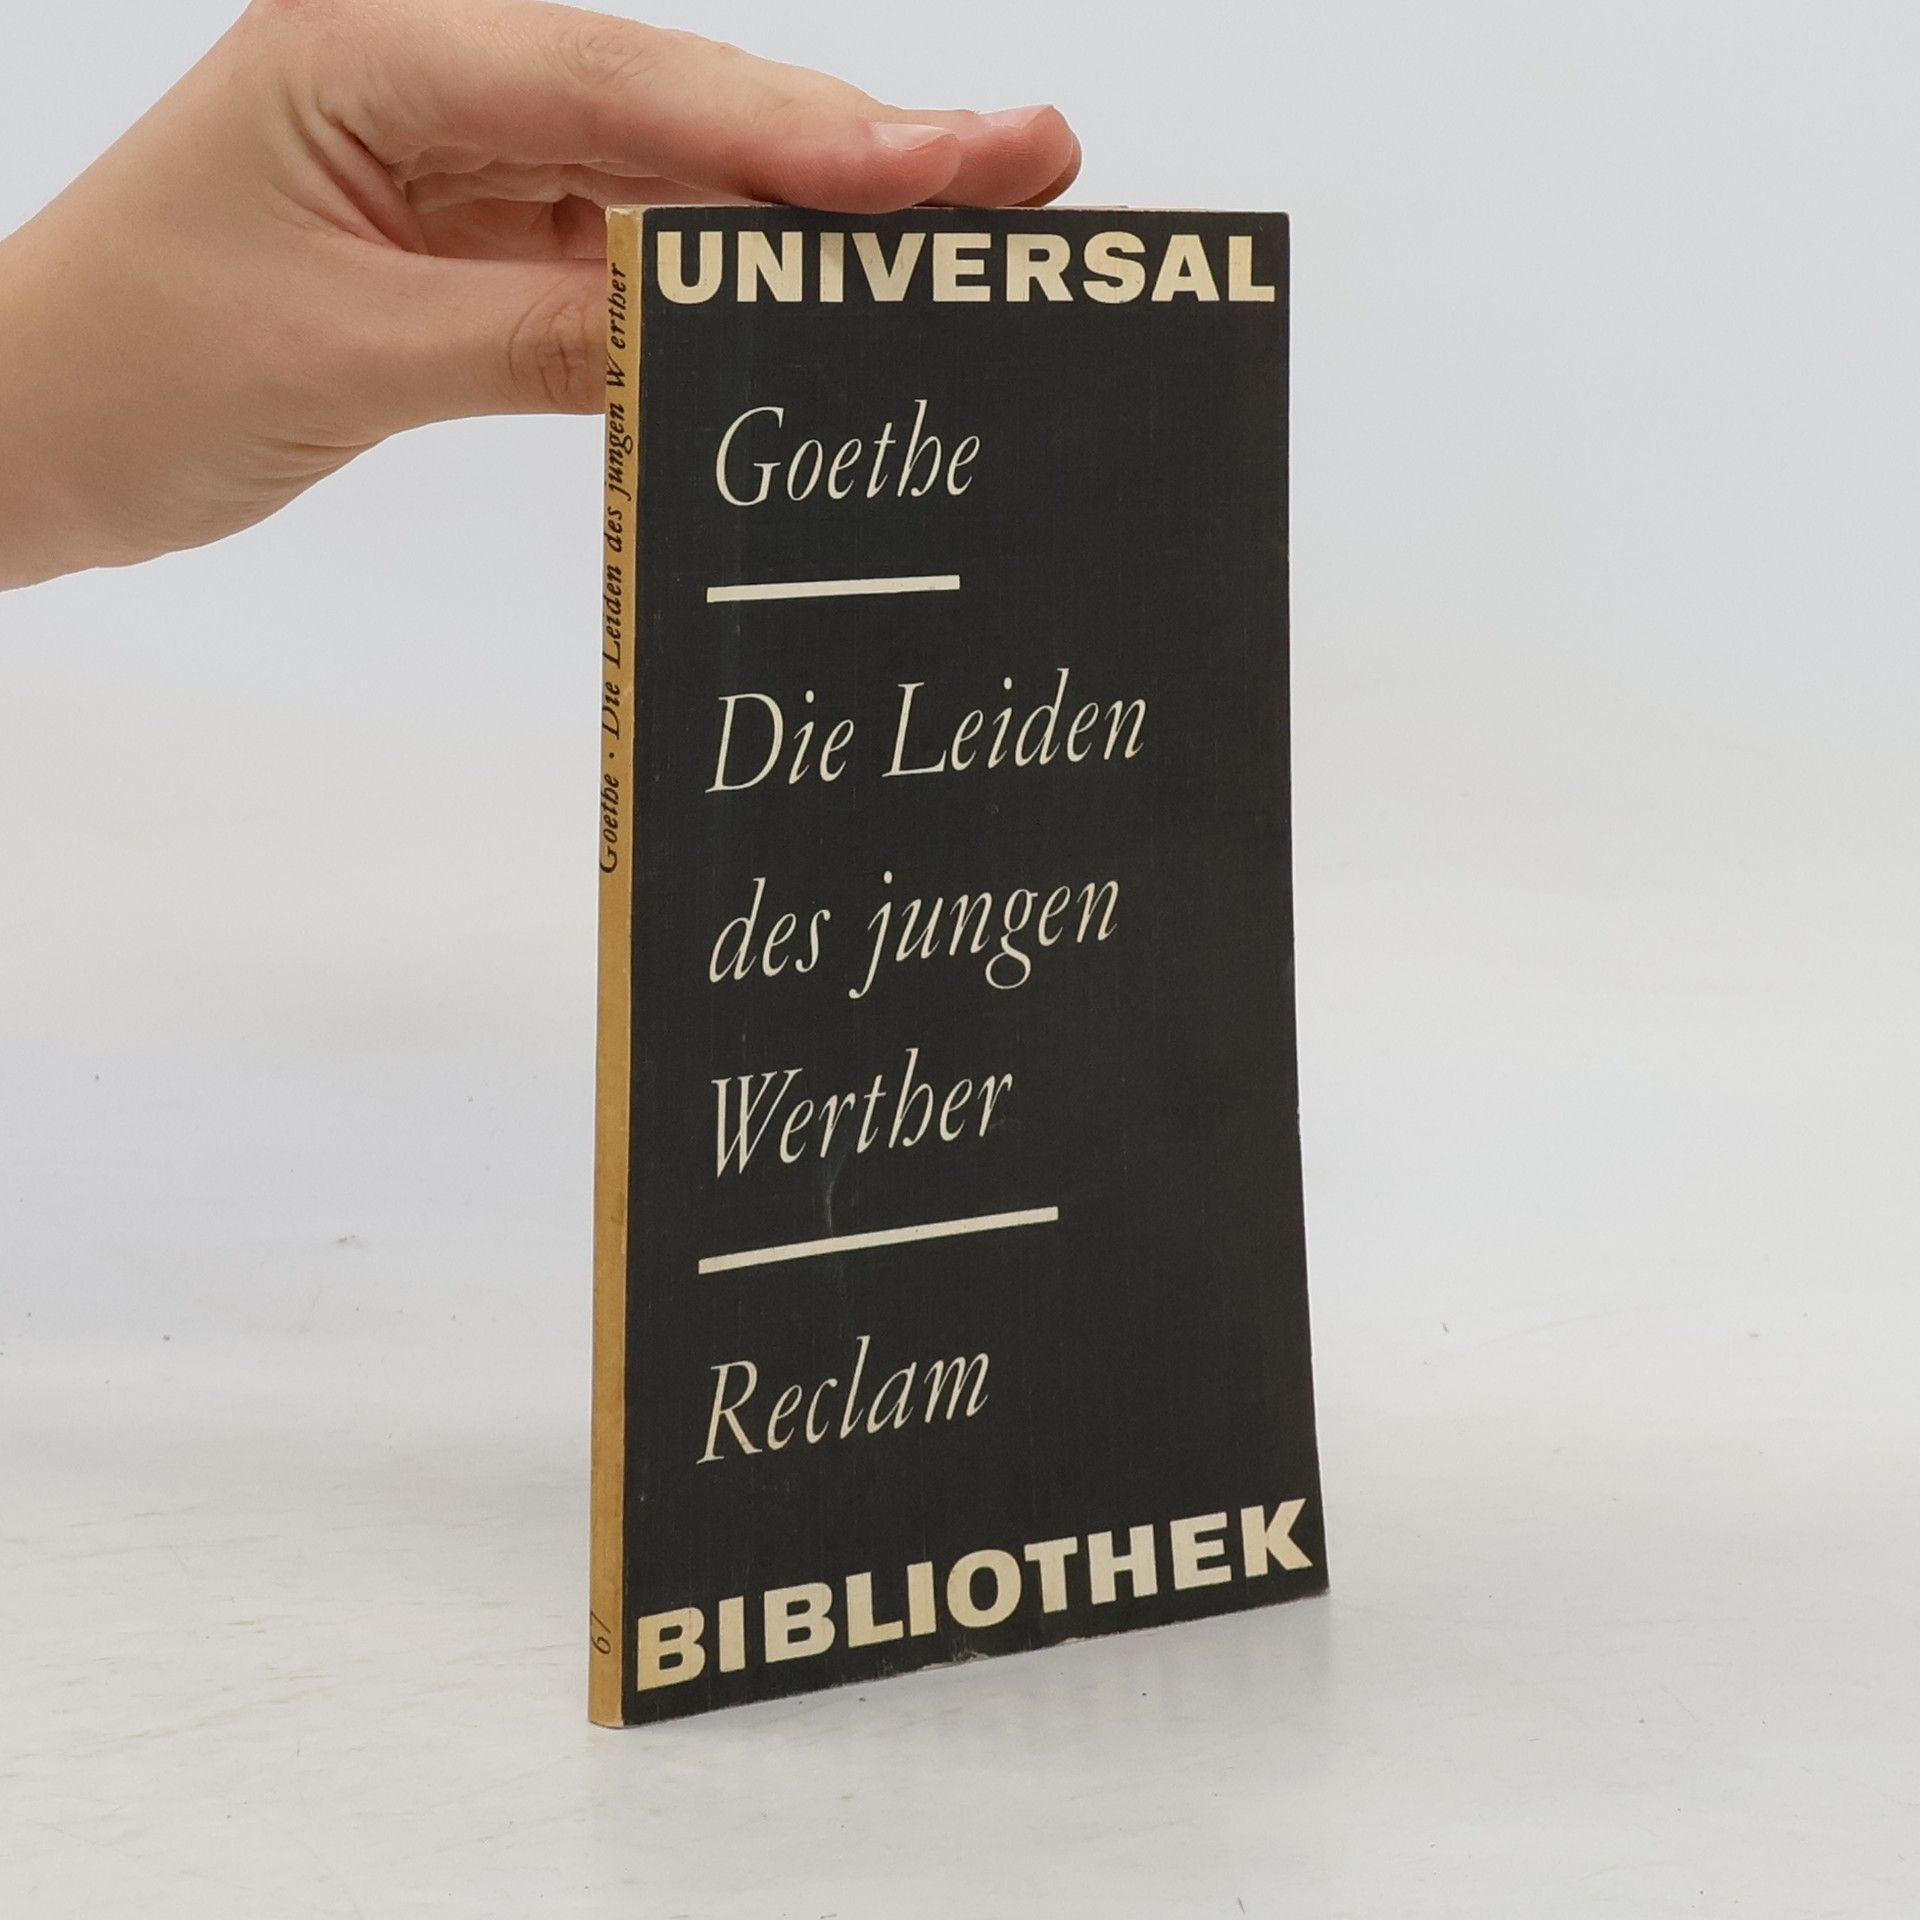 UNIVERSAL
Goethe
Die Leiden
des jungen
Werther
Reclam
BIBLIOTHEK
Goethe · Die Leiden des jungen Werther
67